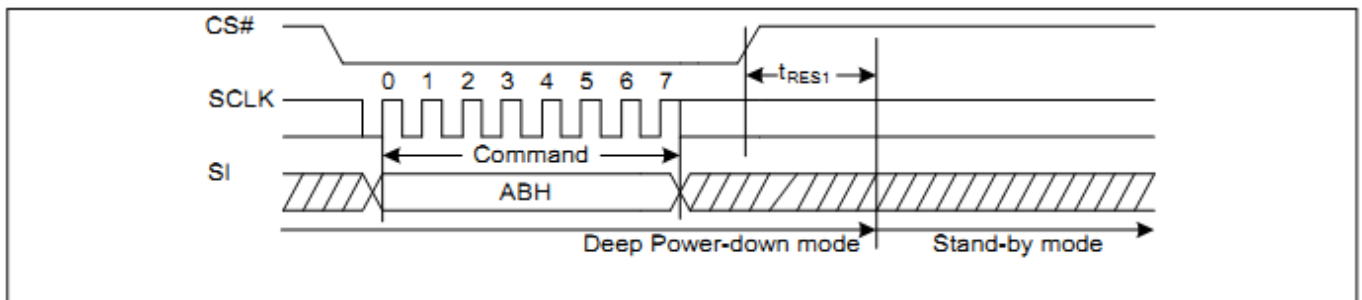 CS#
tRES1
0 1 2 3 4 5 6 7
SCLK
Command
SI
ABH
Deep Power-down mode Stand-by mode